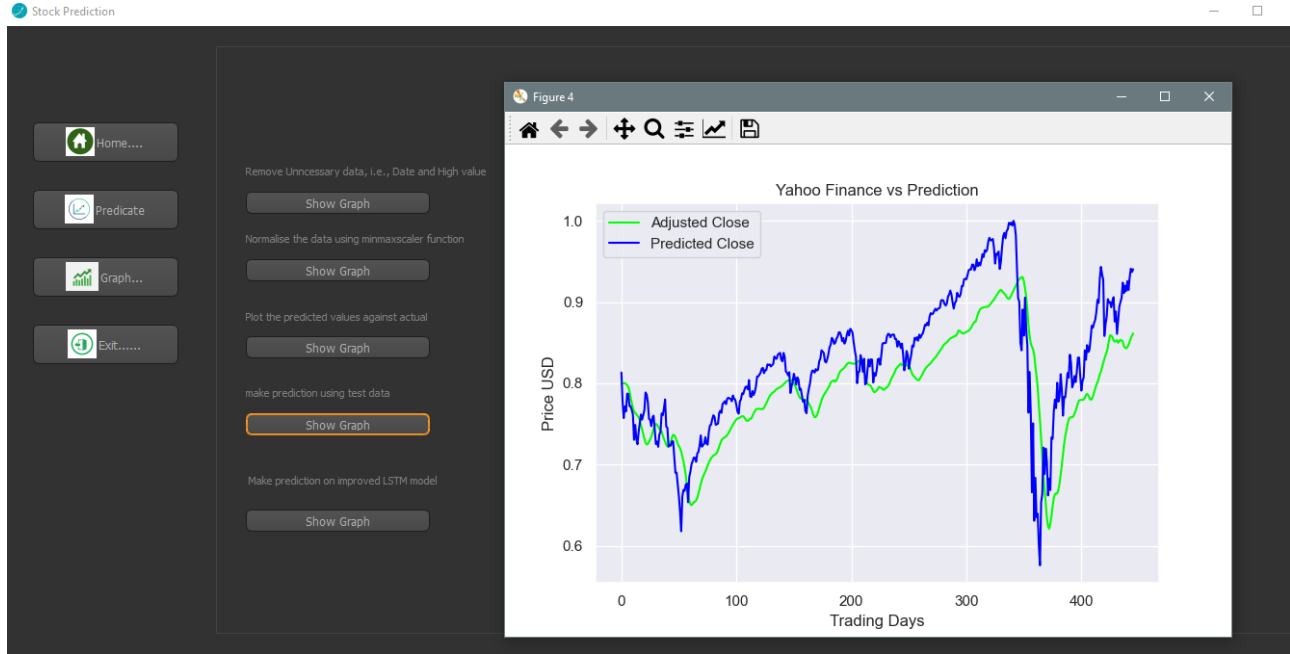 Stock Prediction
Home....
Predicate
Graph...
Exit......
Remove Unncessary data, i.e., Date and High value
Show Graph
Normalise the data using minmaxscaler function
Show Graph
Plot the predicted values against actual
Show Graph
make prediction using test data
Show Graph
Make prediction on improved LSTM model
Show Graph
Figure 4
Yahoo Finance vs Prediction
Adjusted Close
Predicted Close
Price USD
1.0
0.9
0.8
0.7
0.6
0 100 200 300 400
Trading Days